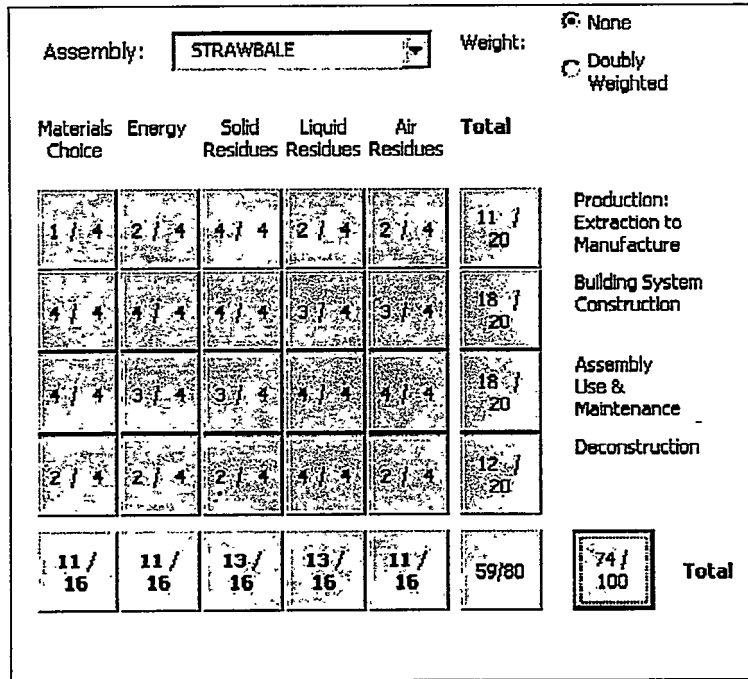 Assembly: STRAWBALE Weight: None
Doubly
Weighted
Materials Energy Solid Liquid Air Total
Choice Residues Residues Residues
1 / 4 2 / 4 4 / 4 2 / 4 2 / 4 11 / 20 Production:
Extraction to
Manufacture
4 / 4 4 / 4 4 / 4 3 / 4 3 / 4 18 / 20 Building System
Construction
4 / 4 3 / 4 3 / 4 4 / 4 4 / 4 18 / 20 Assembly
Use &
Maintenance
2 / 4 2 / 4 2 / 4 4 / 4 2 / 4 12 / 20 Deconstruction
11 / 16 11 / 16 13 / 16 13 / 16 11 / 16 59/80 74 / 100 Total